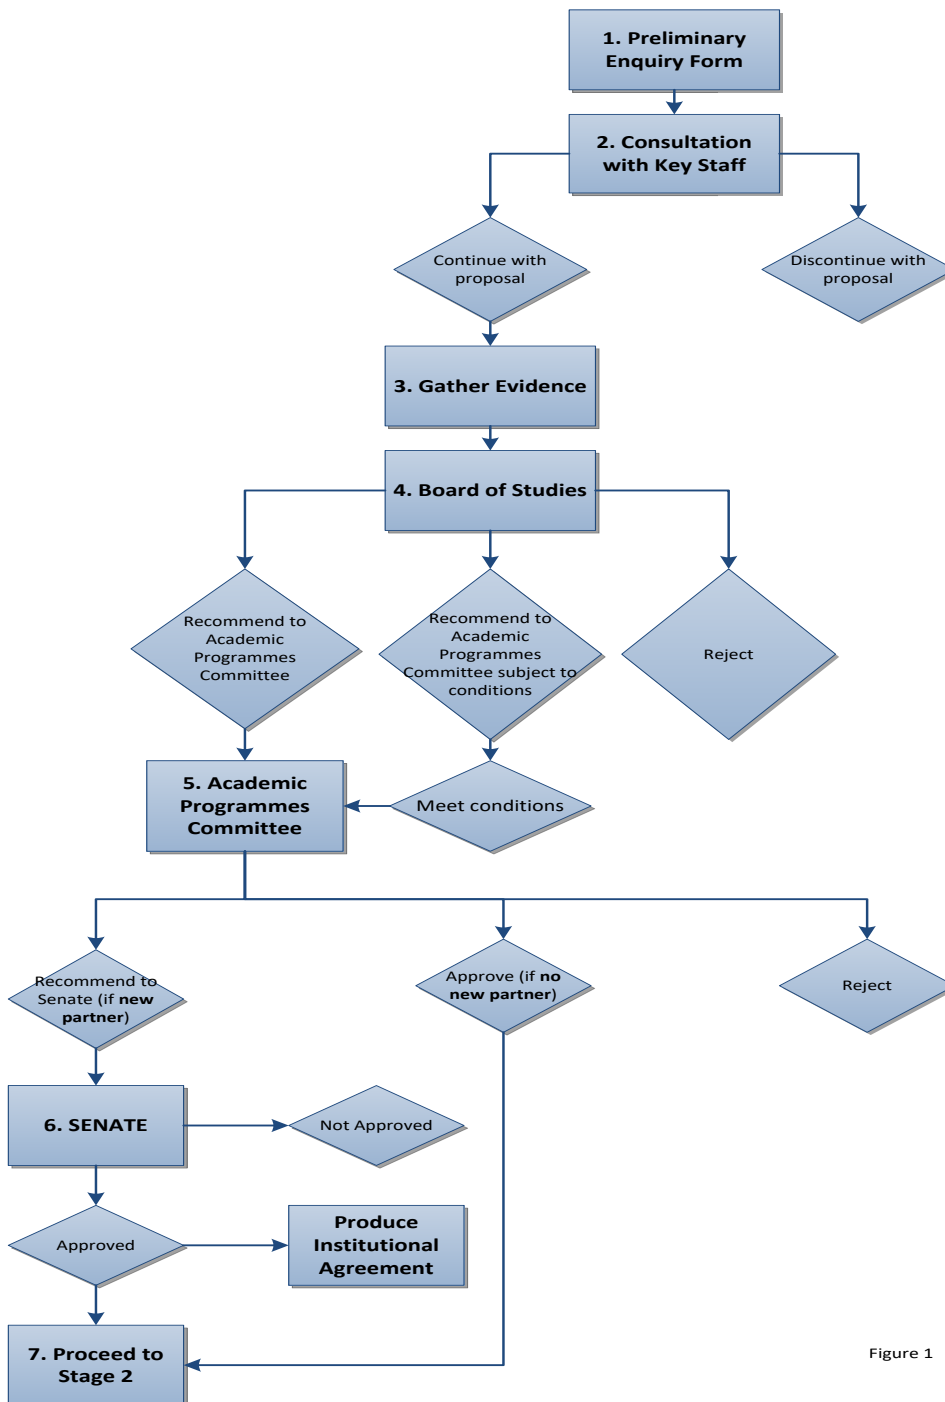 1. Preliminary
Enquiry Form
2. Consultation
with Key Staff
Continue with
proposal
Discontinue with
proposal
3. Gather Evidence
4. Board of Studies
Recommend to
Academic
Programmes
Committee
Recommend to
Academic
Programmes
Committee subject to
conditions
Reject
5. Academic
Programmes
Committee
Meet conditions
Recommend to
Senate (if new
partner)
Approve (if no
new partner)
Reject
6. SENATE
Not Approved
Approved
Produce
Institutional
Agreement
7. Proceed to
Stage 2
Figure 1